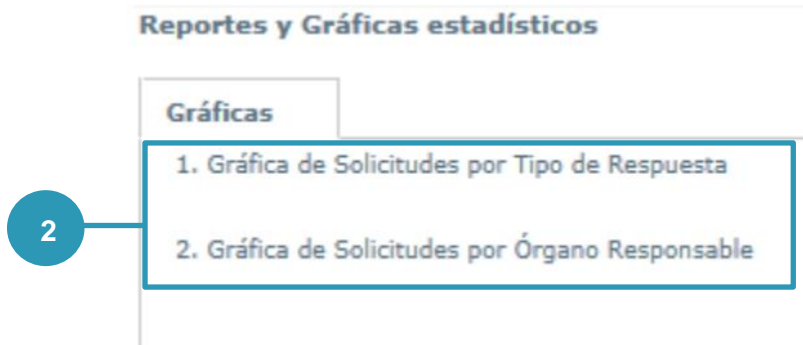 Reportes y Gráficas estadísticos
Gráficas
1. Gráfica de Solicitudes por Tipo de Respuesta
2
2. Gráfica de Solicitudes por Órgano Responsable